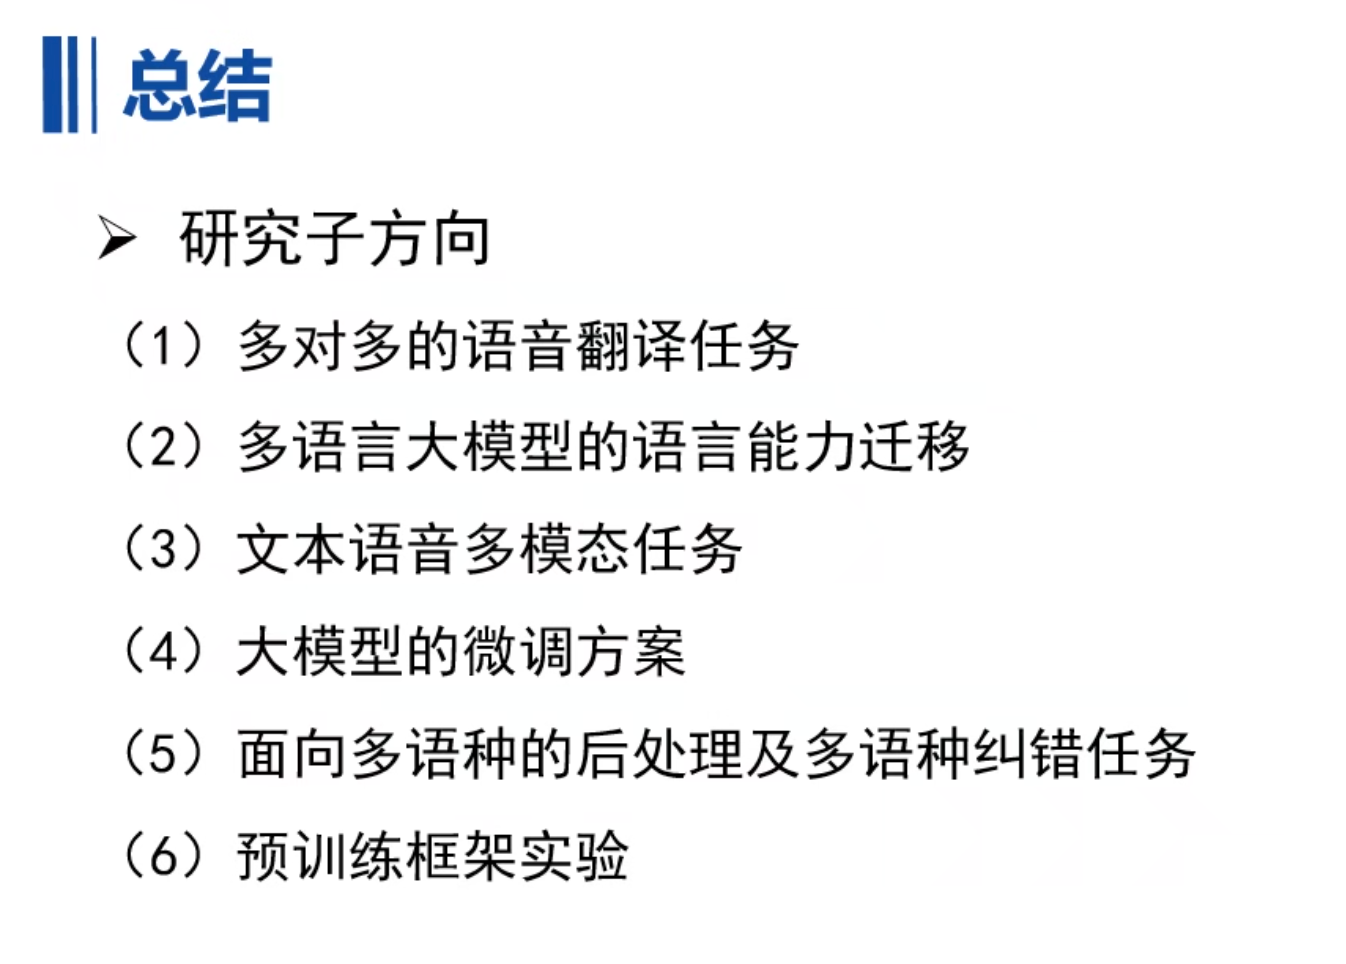 总结
研究子方向
（1）多对多的语音翻译任务
（2）多语言大模型的语言能力迁移
（3）文本语音多模态任务
（4）大模型的微调方案
（5）面向多语种的后处理及多语种纠错任务
（6）预训练框架实验